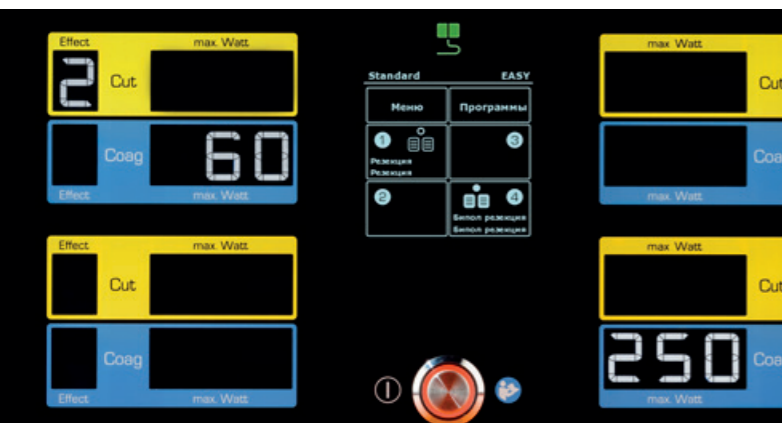 Effect max. Watt
2 Cut
Coag 60
Effect max. Watt
Effect max. Watt
Cut
Coag
Effect max. Watt
Standard EASY
Меню Программы
1 3
Резекция
Резекция
2 4
Бипол резекция
Бипол резекция
max. Watt
Cut
Coag
max. Watt
max. Watt
Cut
250 Coag
max. Watt